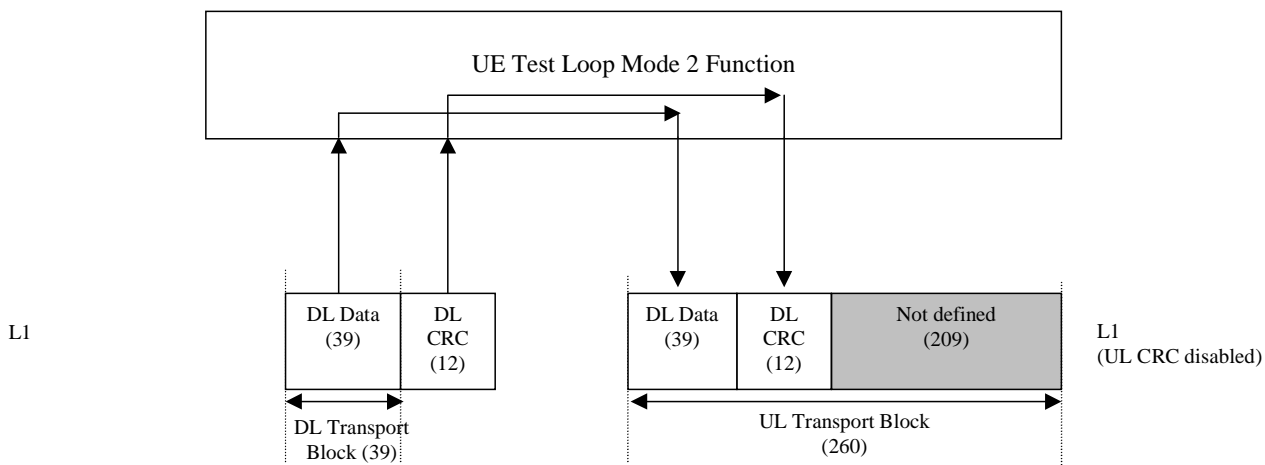 UE Test Loop Mode 2 Function
L1
DL Data
(39)
DL
CRC
(12)
DL Transport
Block (39)
DL Data
(39)
DL
CRC
(12)
Not defined
(209)
UL Transport Block
(260)
L1
(UL CRC disabled)